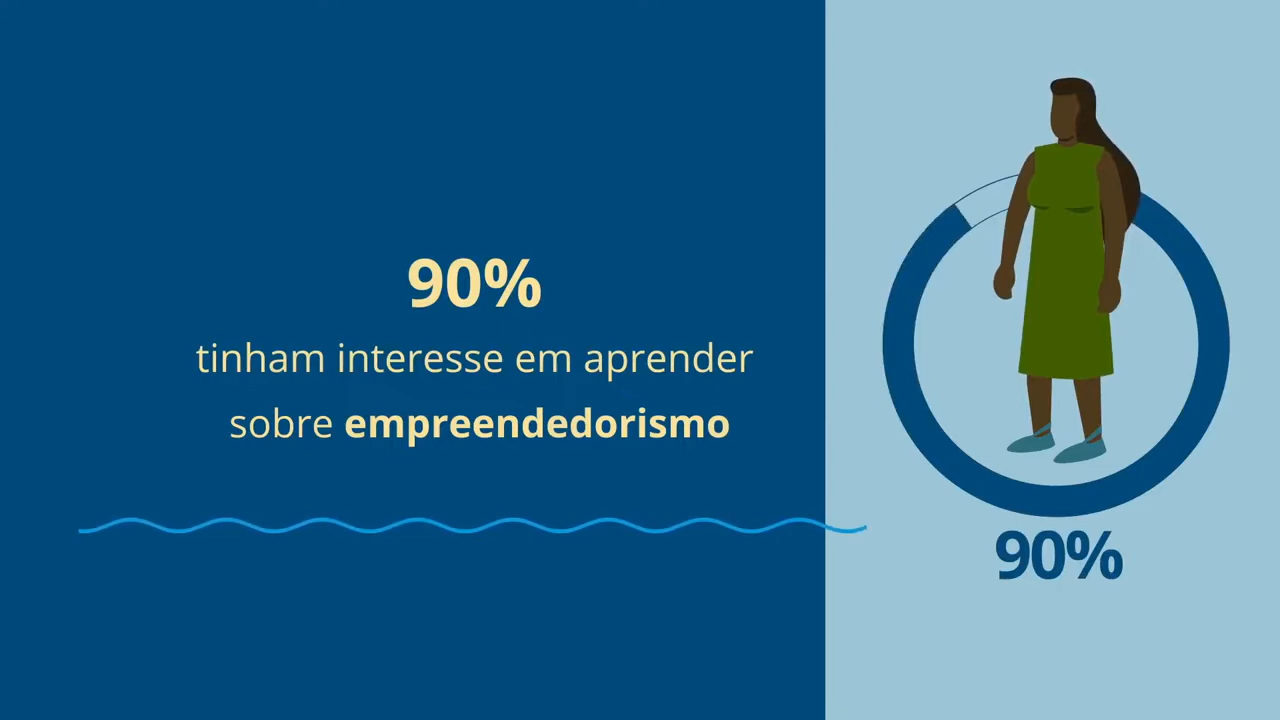 90%
tinham interesse em aprender
sobre empreendedorismo
90%